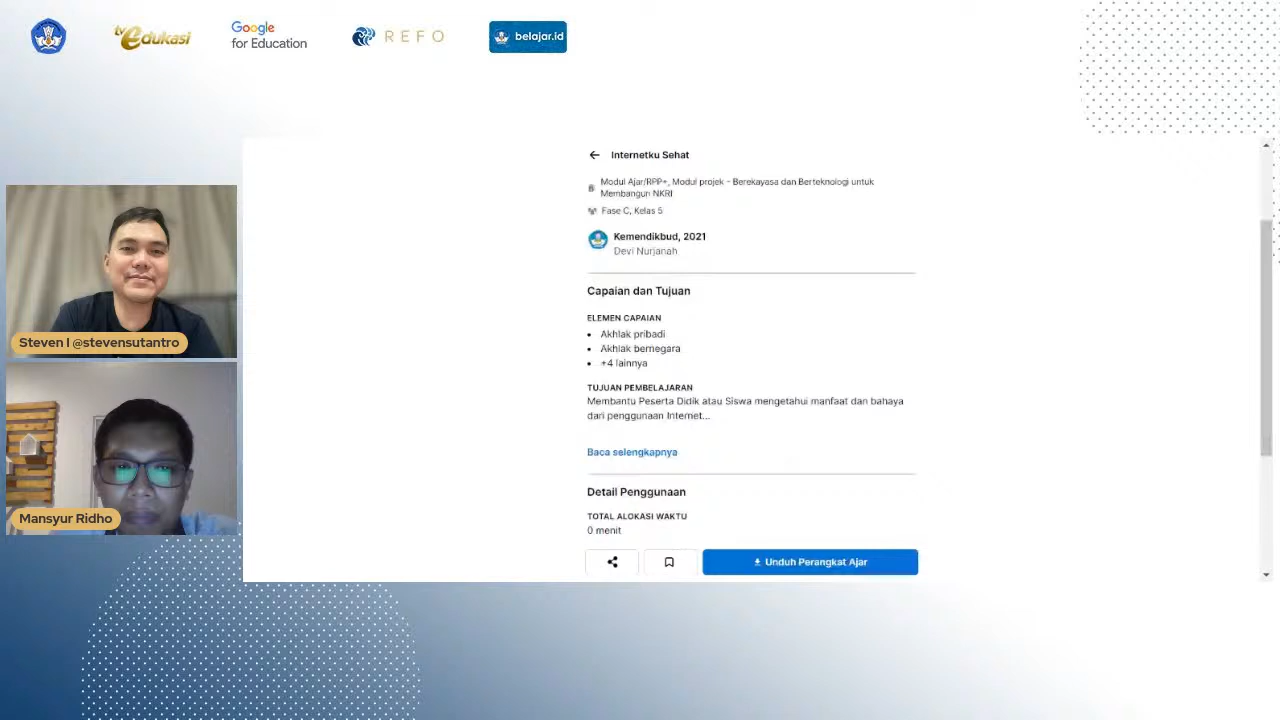 tv Edukasi
Google
for Education
REFO
belajar.id
Steven I @stevensutantro
Mansyur Ridho
Internetku Sehat
Modul Ajar/RPP+, Modul projek - Berekayasa dan Berteknologi untuk
Membangun NKRI
Fase C, Kelas 5
Kemendikbud, 2021
Devi Nurjanah
Capaian dan Tujuan
ELEMEN CAPAIAN
• Akhlak pribadi
• Akhlak bernegara
• +4 lainnya
TUJUAN PEMBELAJARAN
Membantu Peserta Didik atau Siswa mengetahui manfaat dan bahaya
dari penggunaan Internet...
Baca selengkapnya
Detail Penggunaan
TOTAL ALOKASI WAKTU
0 menit
Unduh Perangkat Ajar